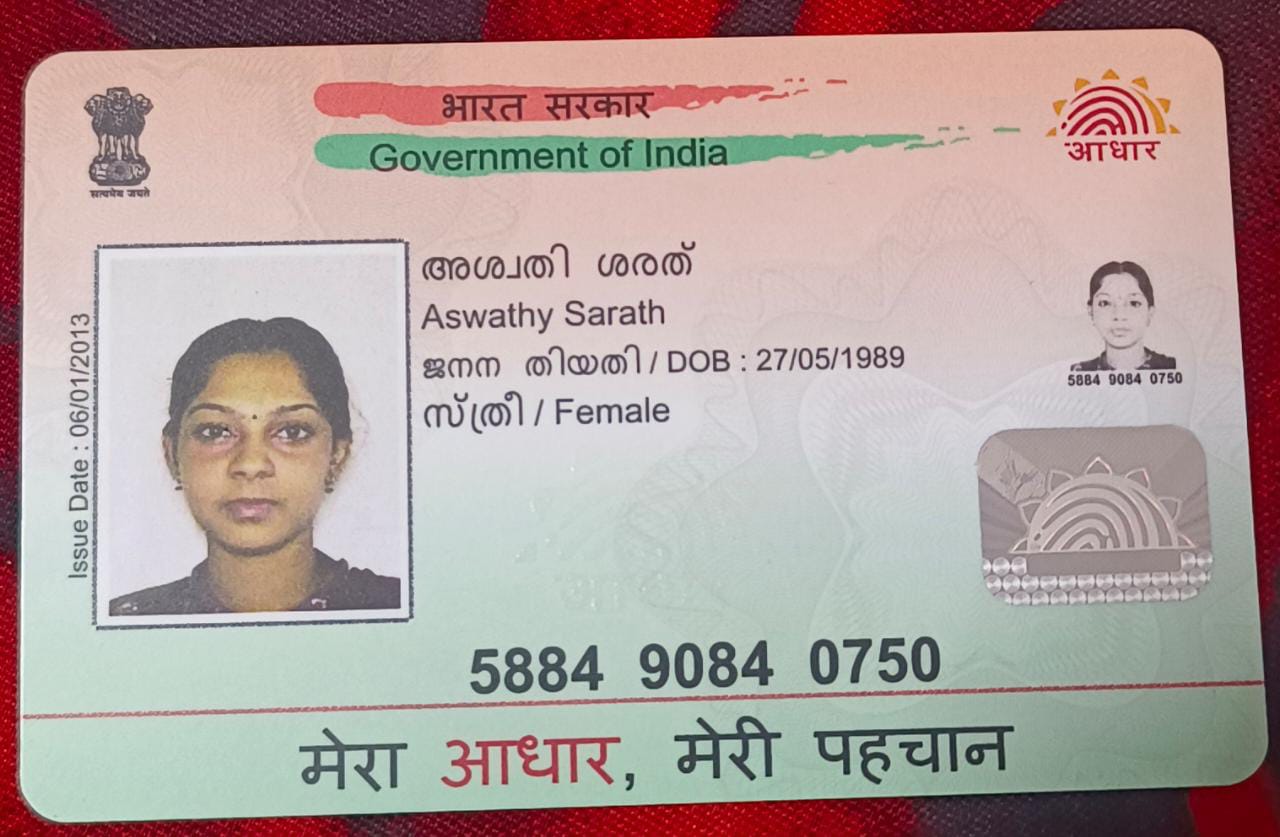 भारत सरकार
Government of India
सत्यमेव जयते
आधार
Issue Date : 06/01/2013
അശ്വതി ശരത്
Aswathy Sarath
ജനന തിയതി / DOB : 27/05/1989
സ്ത്രീ / Female
5884 9084 0750
5884 9084 0750
मेरा आधार, मेरी पहचान